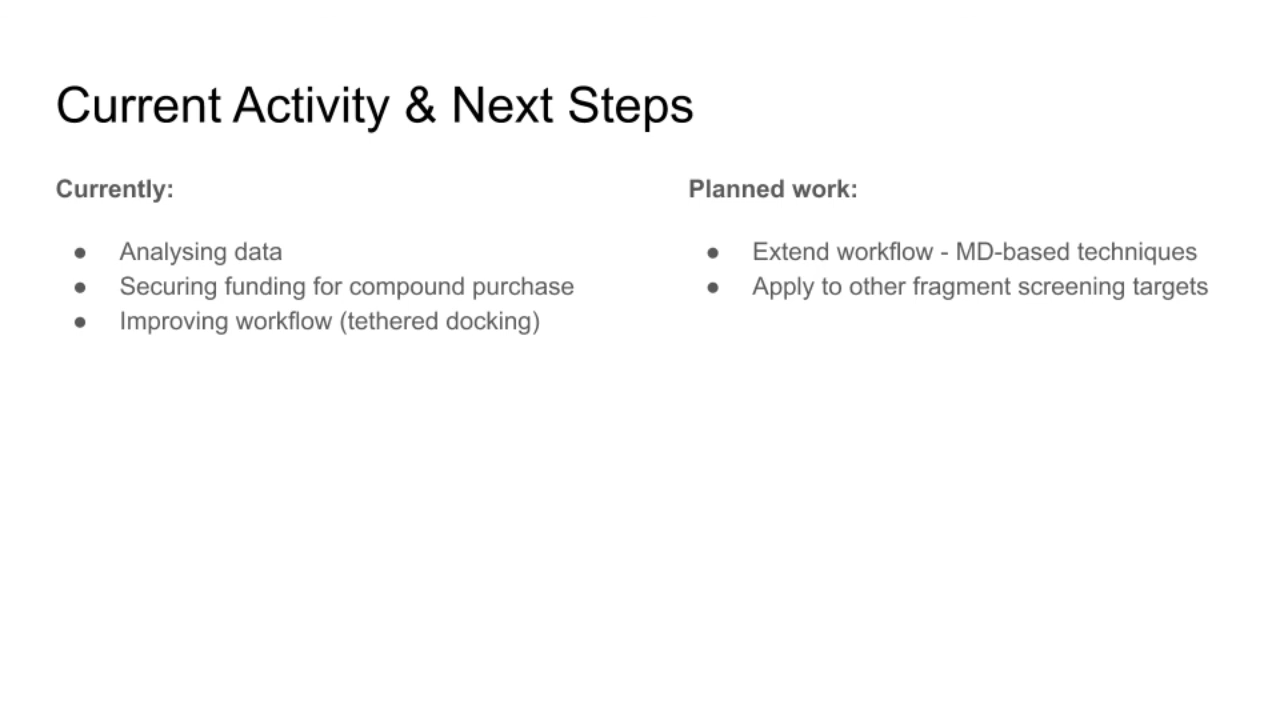 Current Activity & Next Steps
Currently:
● Analysing data
● Securing funding for compound purchase
● Improving workflow (tethered docking)
Planned work:
● Extend workflow - MD-based techniques
● Apply to other fragment screening targets